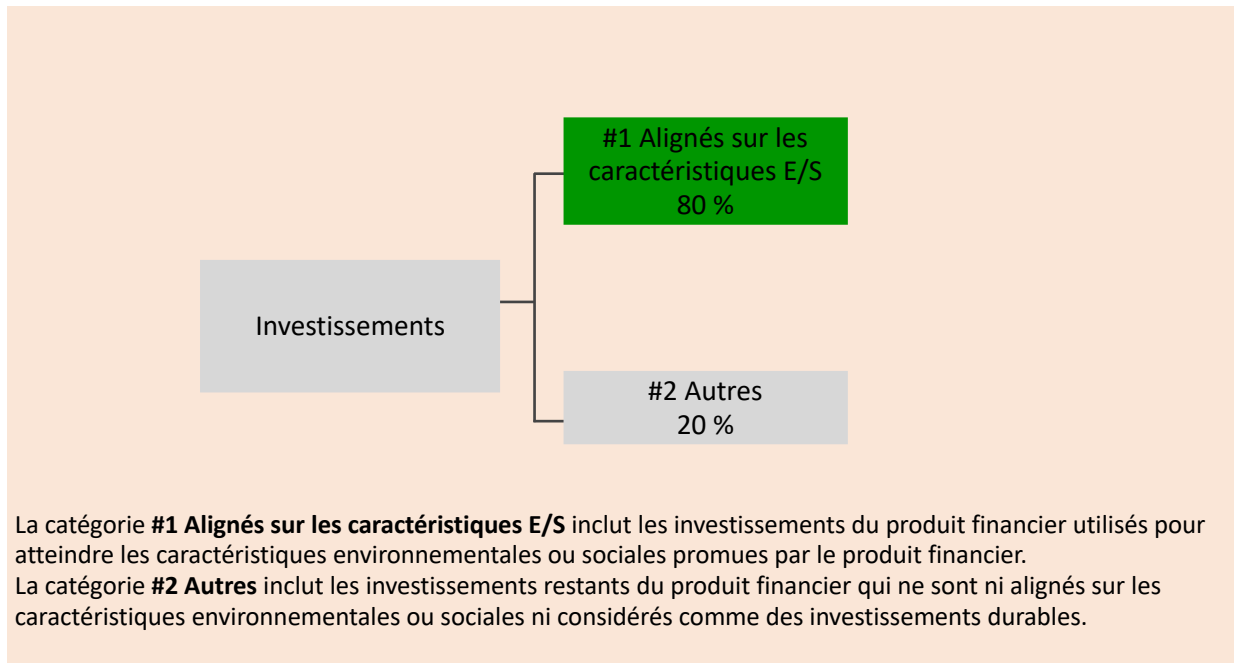 #1 Alignés sur les
caractéristiques E/S
80 %
Investissements
#2 Autres
20 %
La catégorie #1 Alignés sur les caractéristiques E/S inclut les investissements du produit financier utilisés pour
atteindre les caractéristiques environnementales ou sociales promues par le produit financier.
La catégorie #2 Autres inclut les investissements restants du produit financier qui ne sont ni alignés sur les
caractéristiques environnementales ou sociales ni considérés comme des investissements durables.